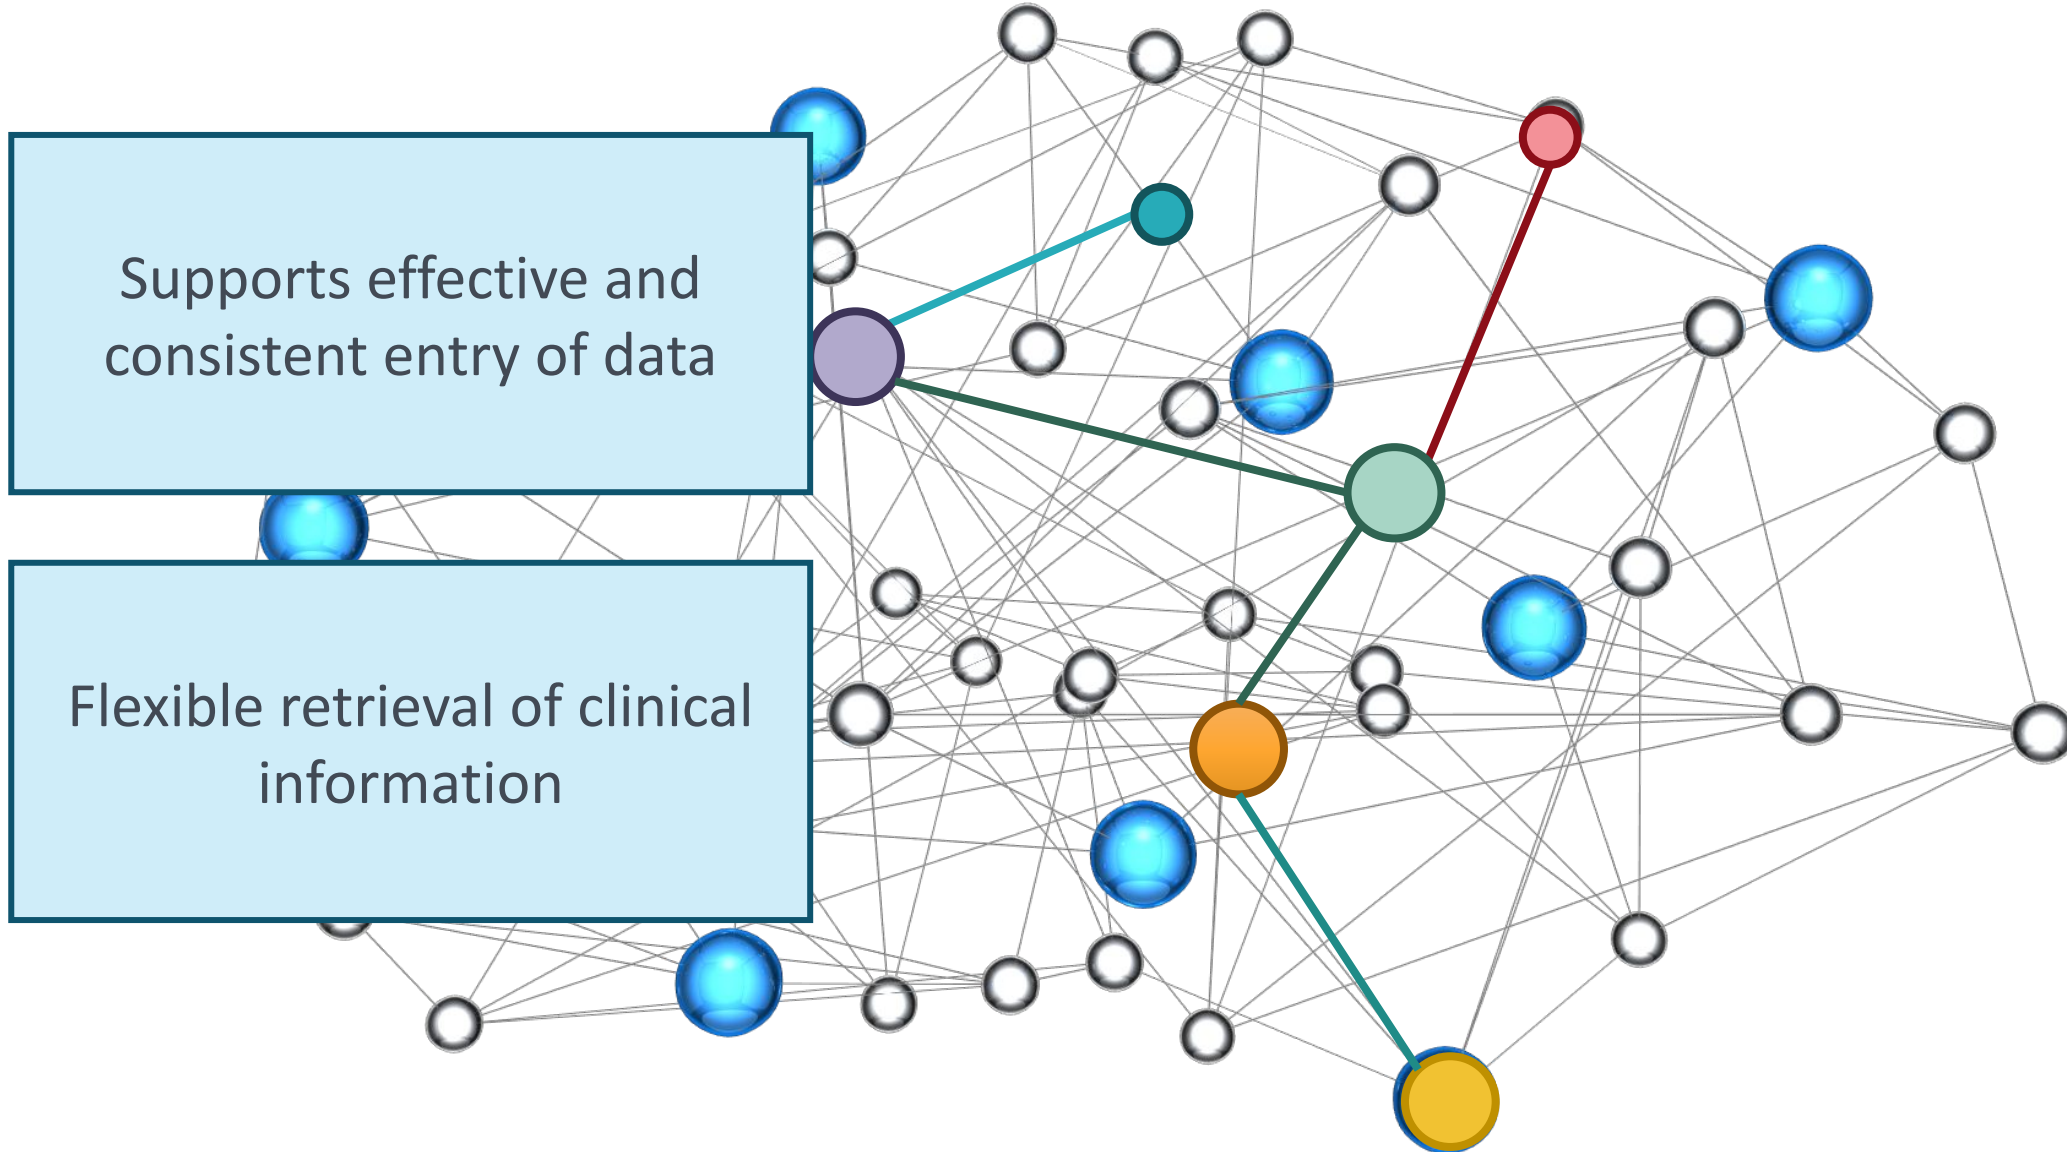 Supports effective and
consistent entry of data
Flexible retrieval of clinical
information